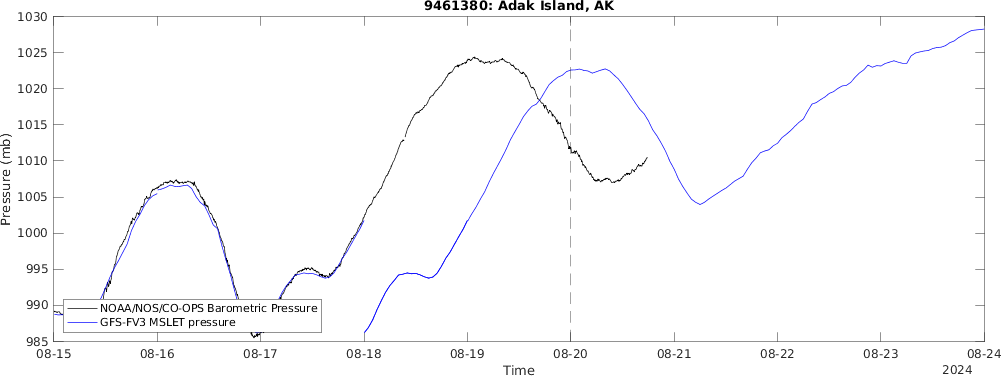 9461380: Adak Island, AK
1030
1025
1020
1015
1010
1005
1000
995
990
985
Pressure (mb)
NOAA/NOS/CO-OPS Barometric Pressure
GFS-FV3 MSLET pressure
08-15 08-16 08-17 08-18 08-19 08-20 08-21 08-22 08-23 08-24
Time
2024